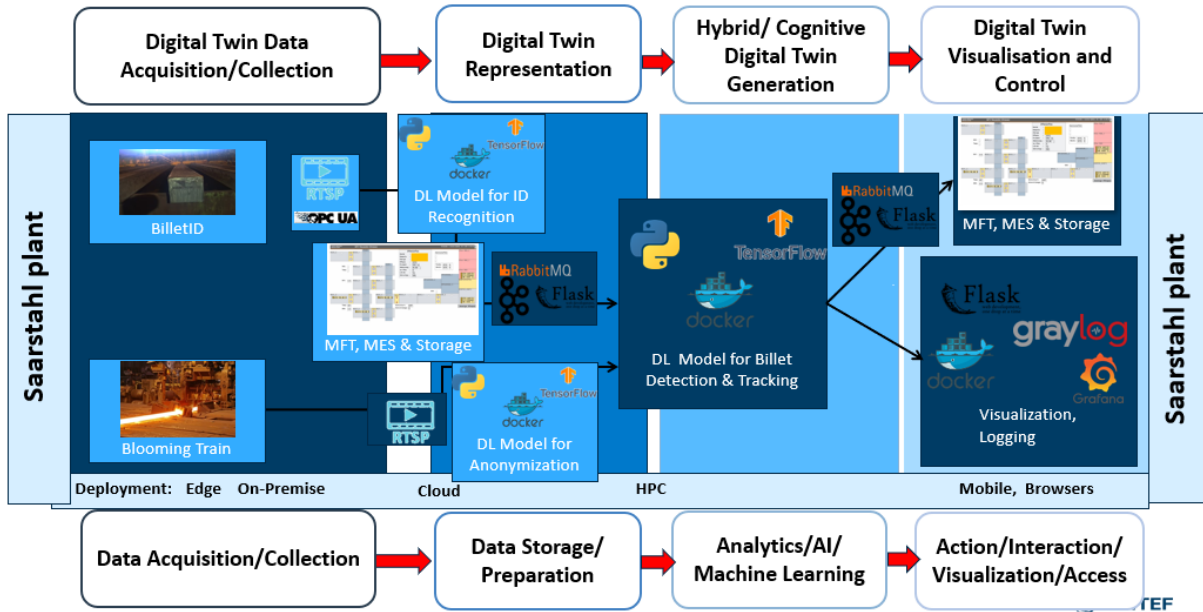 Digital Twin Data
Acquisition/Collection
Digital Twin
Representation
Hybrid/ Cognitive
Digital Twin
Generation
Digital Twin
Visualisation and
Control
Saarstahl plant
BilletID
RTSP
OPC UA
TensorFlow
docker
DL Model for ID
Recognition
MFT, MES & Storage
RabbitMQ
Flask
Blooming Train
RTSP
TensorFlow
docker
DL Model for
Anonymization
TensorFlow
docker
DL Model for Billet
Detection & Tracking
RabbitMQ
Flask
MFT, MES & Storage
Flask
graylog
docker
Grafana
Visualization,
Logging
Saarstahl plant
Deployment: Edge On-Premise Cloud HPC Mobile, Browsers
Data Acquisition/Collection
Data Storage/
Preparation
Analytics/AI/
Machine Learning
Action/Interaction/
Visualization/Access
TEF